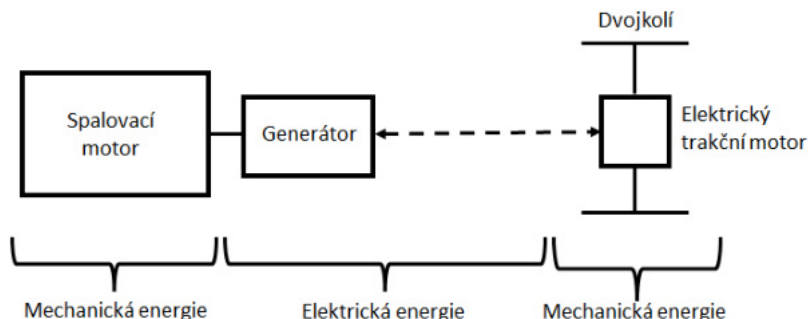 Dvojkolí
Spalovací
motor
Generátor
Elektrický
trakční motor
Mechanická energie
Elektrická energie
Mechanická energie